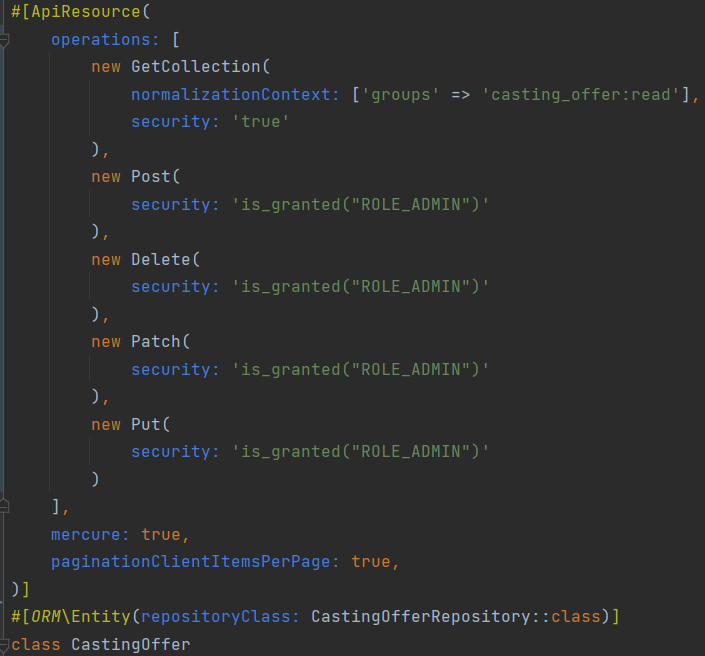 #[ApiResource(
    operations: [
        new GetCollection(
            normalizationContext: ['groups' => 'casting_offer:read'],
            security: 'true'
        ),
        new Post(
            security: 'is_granted("ROLE_ADMIN")'
        ),
        new Delete(
            security: 'is_granted("ROLE_ADMIN")'
        ),
        new Patch(
            security: 'is_granted("ROLE_ADMIN")'
        ),
        new Put(
            security: 'is_granted("ROLE_ADMIN")'
        )
    ],
    mercure: true,
    paginationClientItemsPerPage: true,
)]
#[ORM\Entity(repositoryClass: CastingOfferRepository::class)]
class CastingOffer